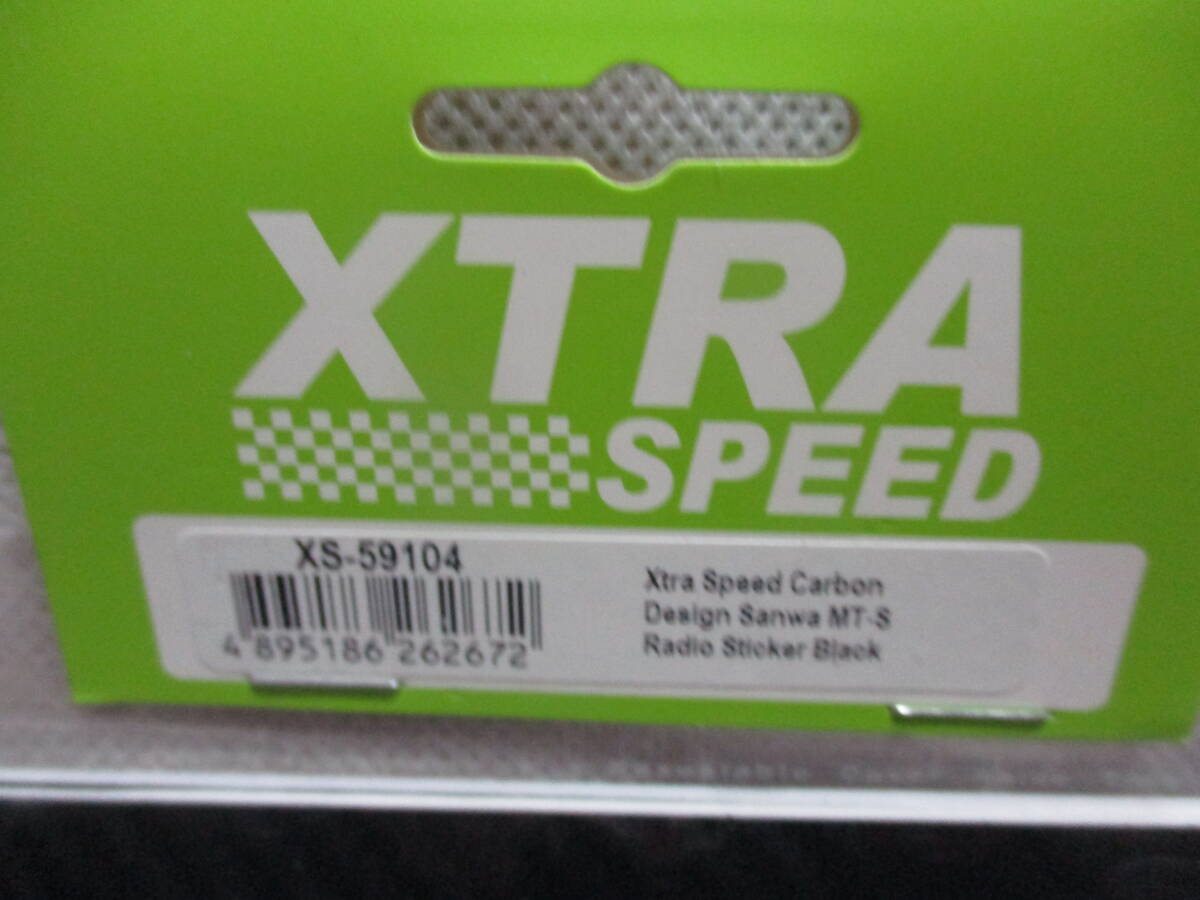 XTRA
SPEED
XS-59104
4 895186 262672
Xtra Speed Carbon
Design Sanwa MT-S
Radio Sticker Black